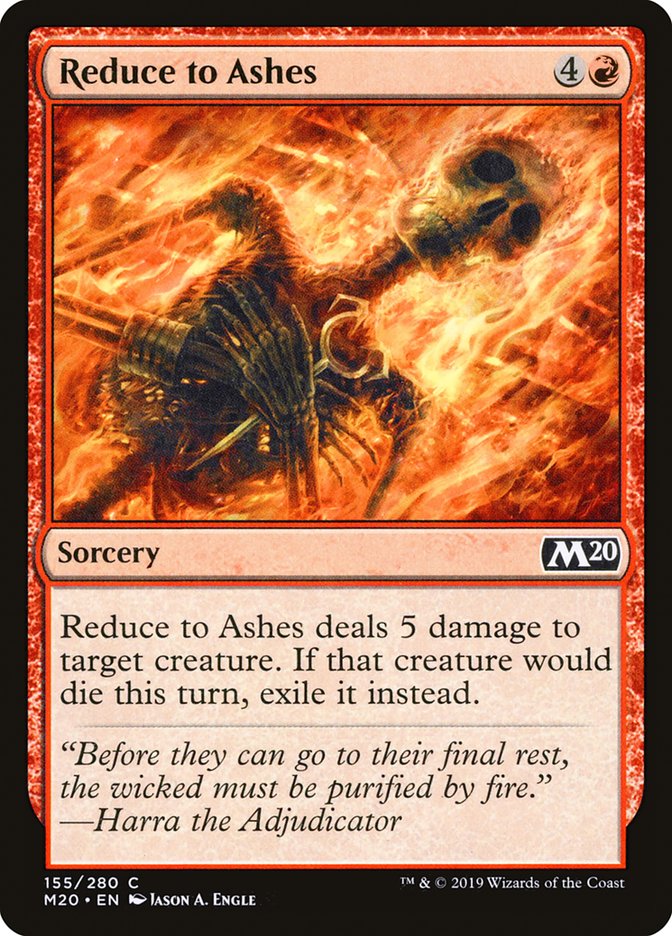 Reduce to Ashes 4
Sorcery M20
Reduce to Ashes deals 5 damage to
target creature. If that creature would
die this turn, exile it instead.
“Before they can go to their final rest,
the wicked must be purified by fire.”
—Harra the Adjudicator
155/280 C
M20 • EN Jason A. Engle
™ & © 2019 Wizards of the Coast